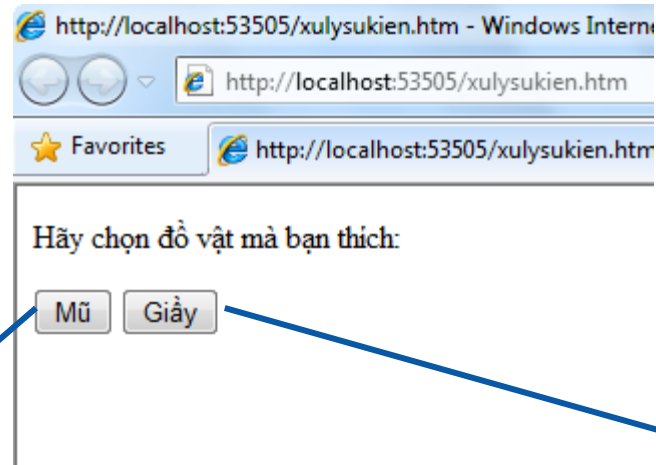 http://localhost:53505/xulysukien.htm - Windows Interne
http://localhost:53505/xulysukien.htm
Favorites http://localhost:53505/xulysukien.htm
Hãy chọn đồ vật mà bạn thích:
Mũ Giầy